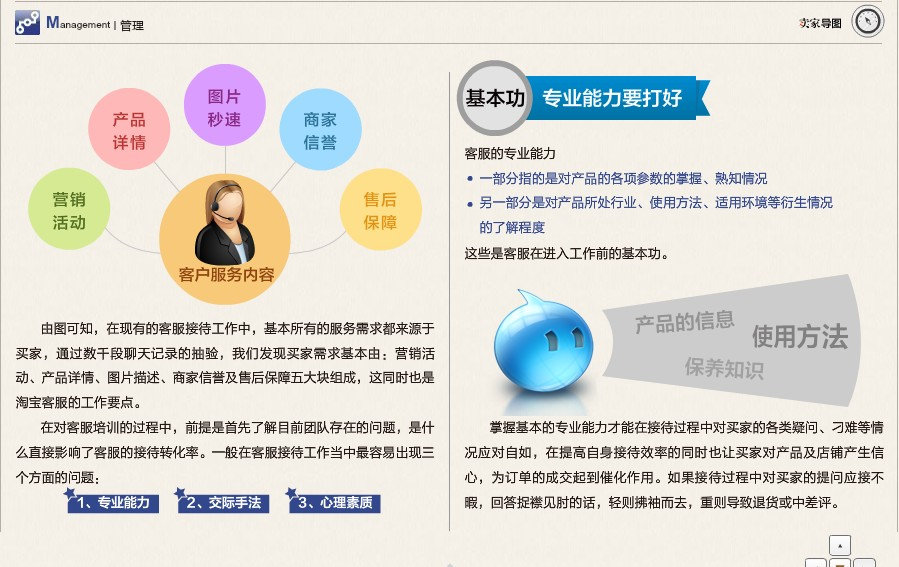 Management | 管理
卖家导图
图片
秒速
产品
详情
商家
信誉
营销
活动
售后
保障
客户服务内容
由图可知，在现有的客服接待工作中，基本所有的服务需求都来源于
买家，通过数千段聊天记录的抽验，我们发现买家需求基本由：营销活
动、产品详情、图片描述、商家信誉及售后保障五大块组成，这同时也是
淘宝客服的工作要点。
在对客服培训的过程中，前提是首先了解目前团队存在的问题，是什
么直接影响了客服的接待转化率。一般在客服接待工作当中最容易出现三
个方面的问题：
1、专业能力
2、交际手法
3、心理素质
基本功 专业能力要打好
客服的专业能力
• 一部分指的是对产品的各项参数的掌握、熟知情况
• 另一部分是对产品所处行业、使用方法、适用环境等衍生情况
的了解程度
这些是客服在进入工作前的基本功。
产品的信息
使用方法
保养知识
掌握基本的专业能力才能在接待过程中对买家的各类疑问、刁难等情
况应对自如，在提高自身接待效率的同时也让买家对产品及店铺产生信
心，为订单的成交起到催化作用。如果接待过程中对买家的提问应接不
暇，回答捉襟见肘的话，轻则拂袖而去，重则导致退货或中差评。